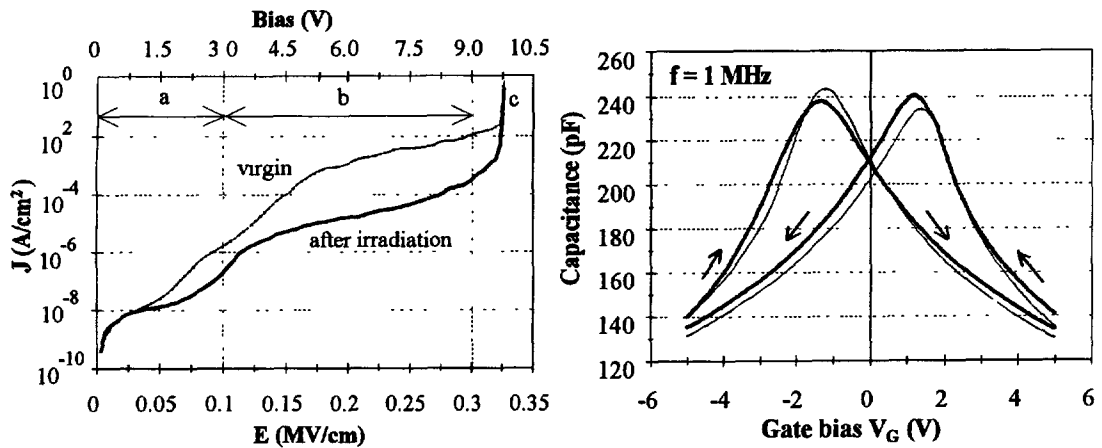 Bias (V)
0 1.5 3.0 4.5 6.0 7.5 9.0 10.5
10^0
10^2
10^-4
10^-6
10^-8
10^-10
J (A/cm²)
a
b
c
virgin
after irradiation
0 0.05 0.1 0.15 0.2 0.25 0.3 0.35
E (MV/cm)
f = 1 MHz
260
240
220
200
180
160
140
120
Capacitance (pF)
-6 -4 -2 0 2 4 6
Gate bias V_G (V)